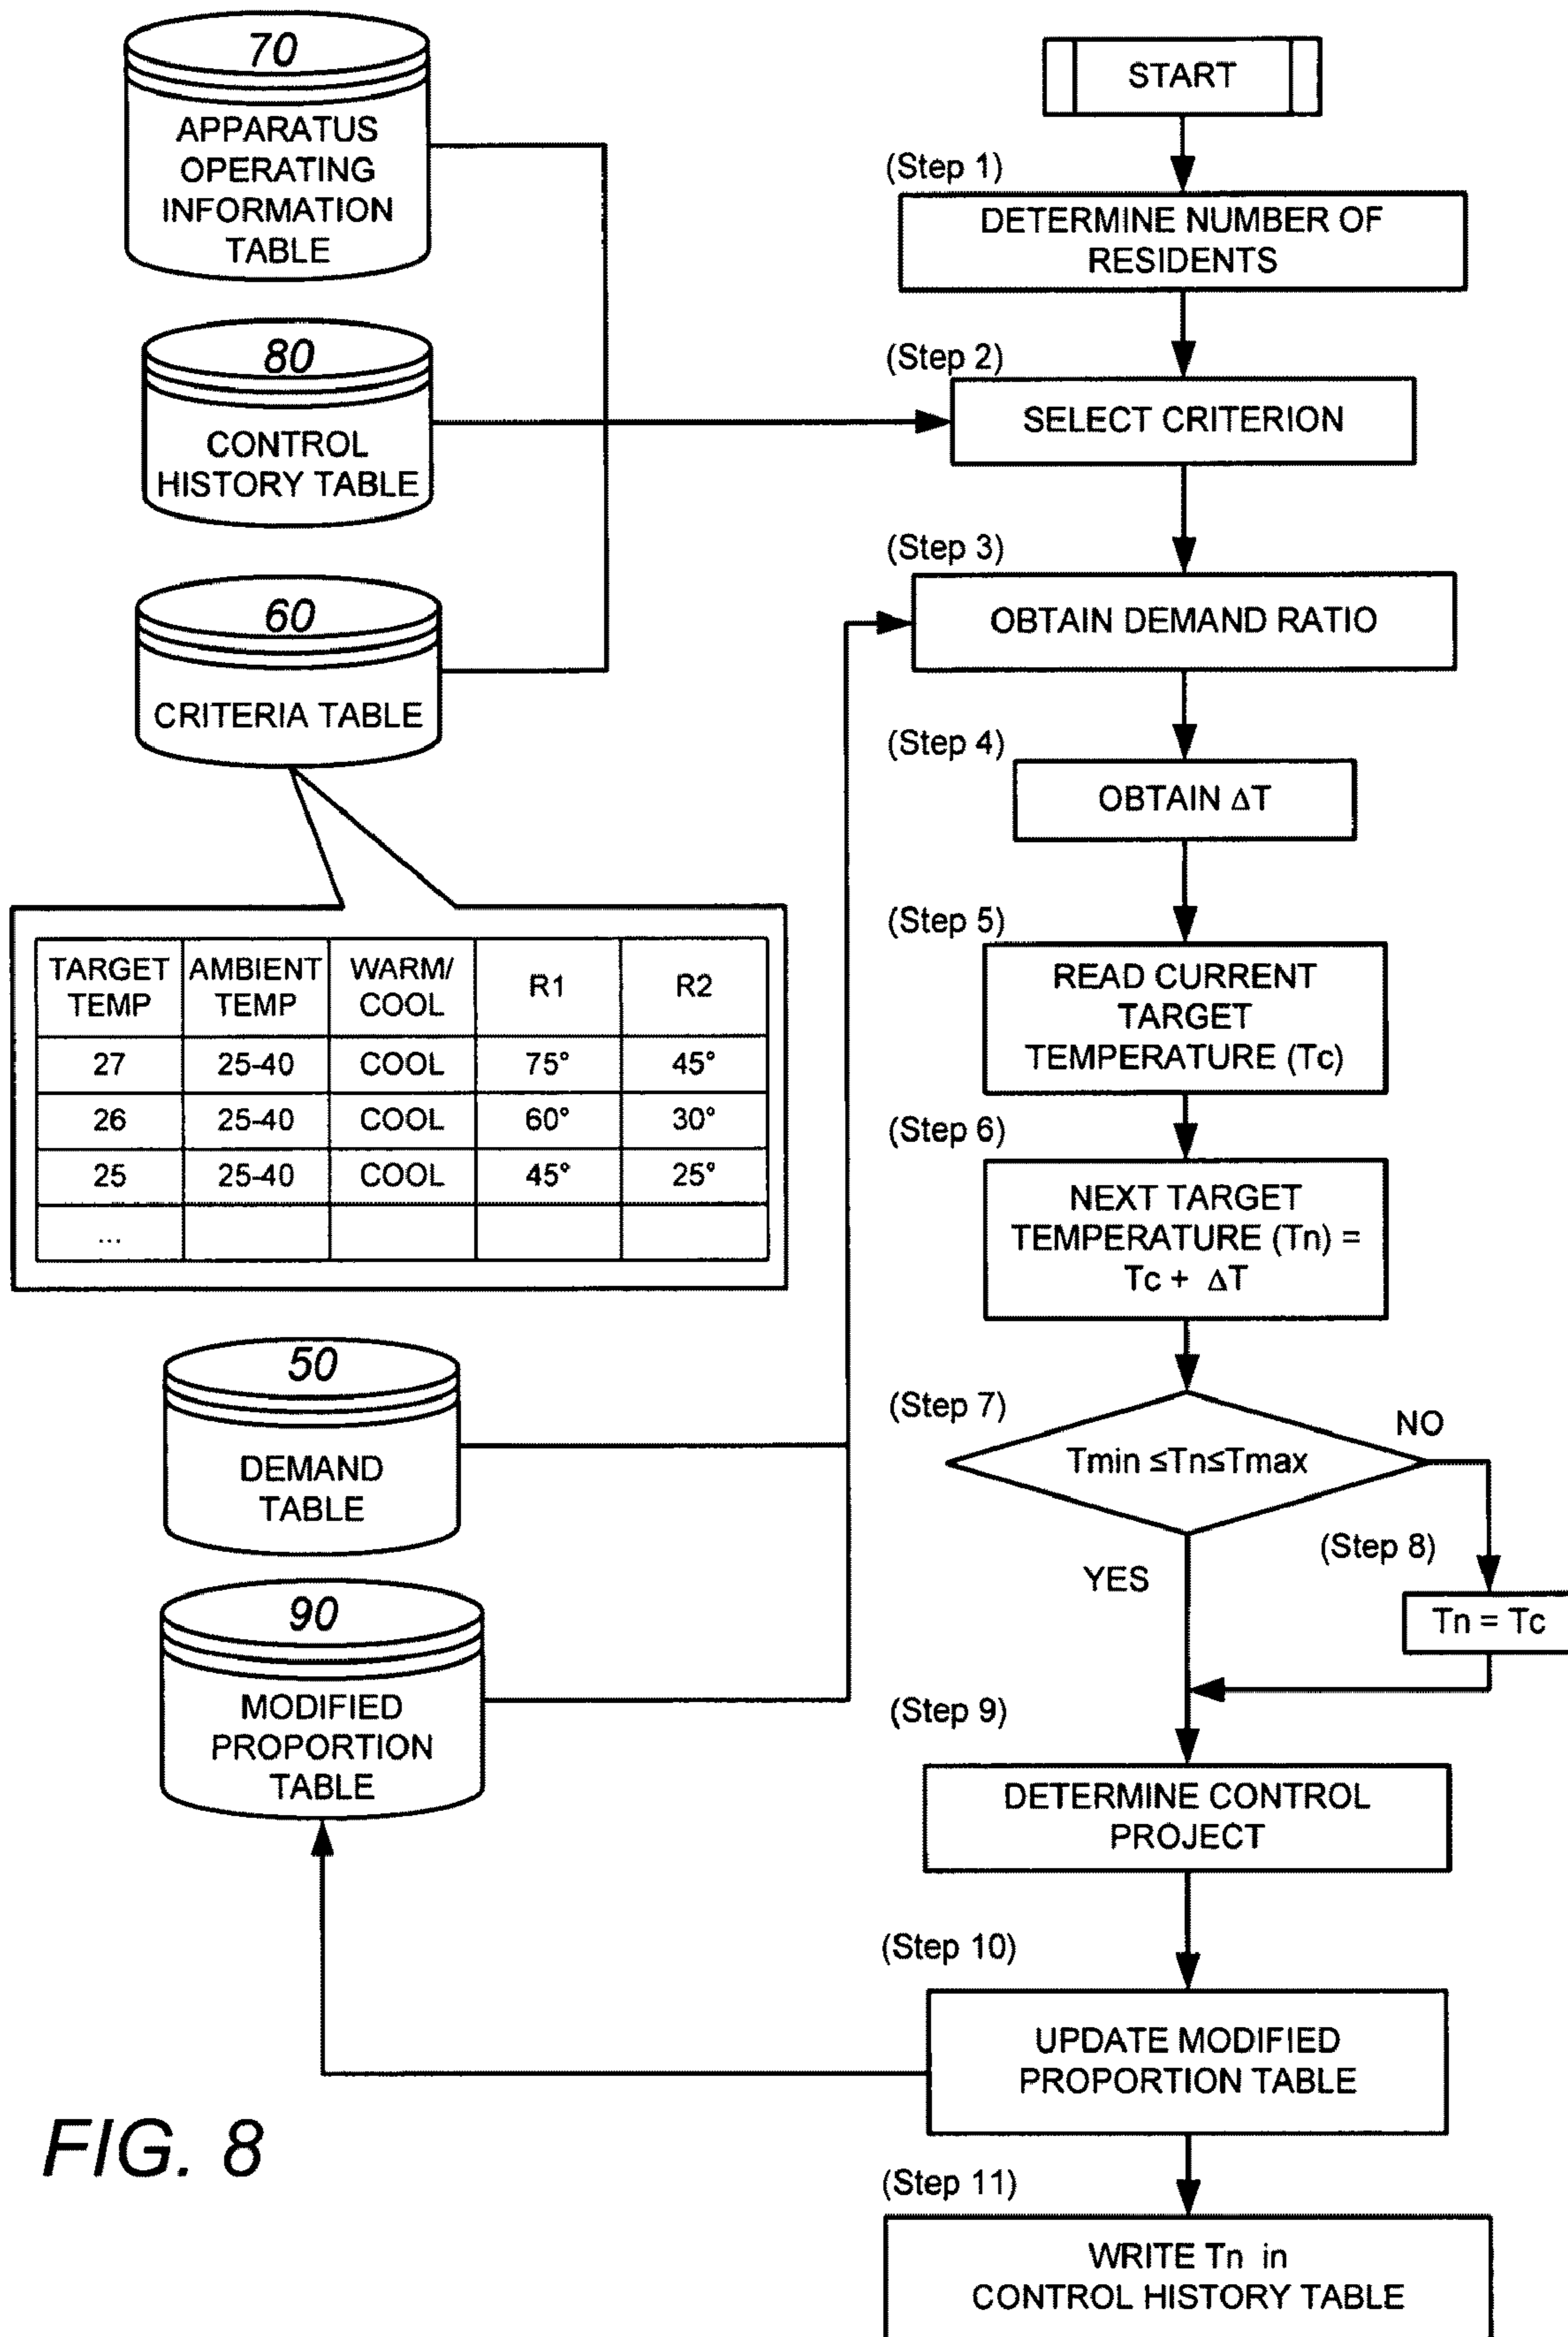 70
APPARATUS
OPERATING
INFORMATION
TABLE
80
CONTROL
HISTORY TABLE
60
CRITERIA TABLE
TARGET TEMP AMBIENT TEMP WARM/ COOL R1 R2
27 25-40 COOL 75° 45°
26 25-40 COOL 60° 30°
25 25-40 COOL 45° 25°
...
50
DEMAND
TABLE
90
MODIFIED
PROPORTION
TABLE
START
(Step 1)
DETERMINE NUMBER OF
RESIDENTS
(Step 2)
SELECT CRITERION
(Step 3)
OBTAIN DEMAND RATIO
(Step 4)
OBTAIN ΔT
(Step 5)
READ CURRENT
TARGET
TEMPERATURE (Tc)
(Step 6)
NEXT TARGET
TEMPERATURE (Tn) =
Tc + ΔT
(Step 7)
Tmin ≤Tn≤Tmax
NO
YES
(Step 8)
Tn = Tc
(Step 9)
DETERMINE CONTROL
PROJECT
(Step 10)
UPDATE MODIFIED
PROPORTION TABLE
(Step 11)
WRITE Tn in
CONTROL HISTORY TABLE
FIG. 8